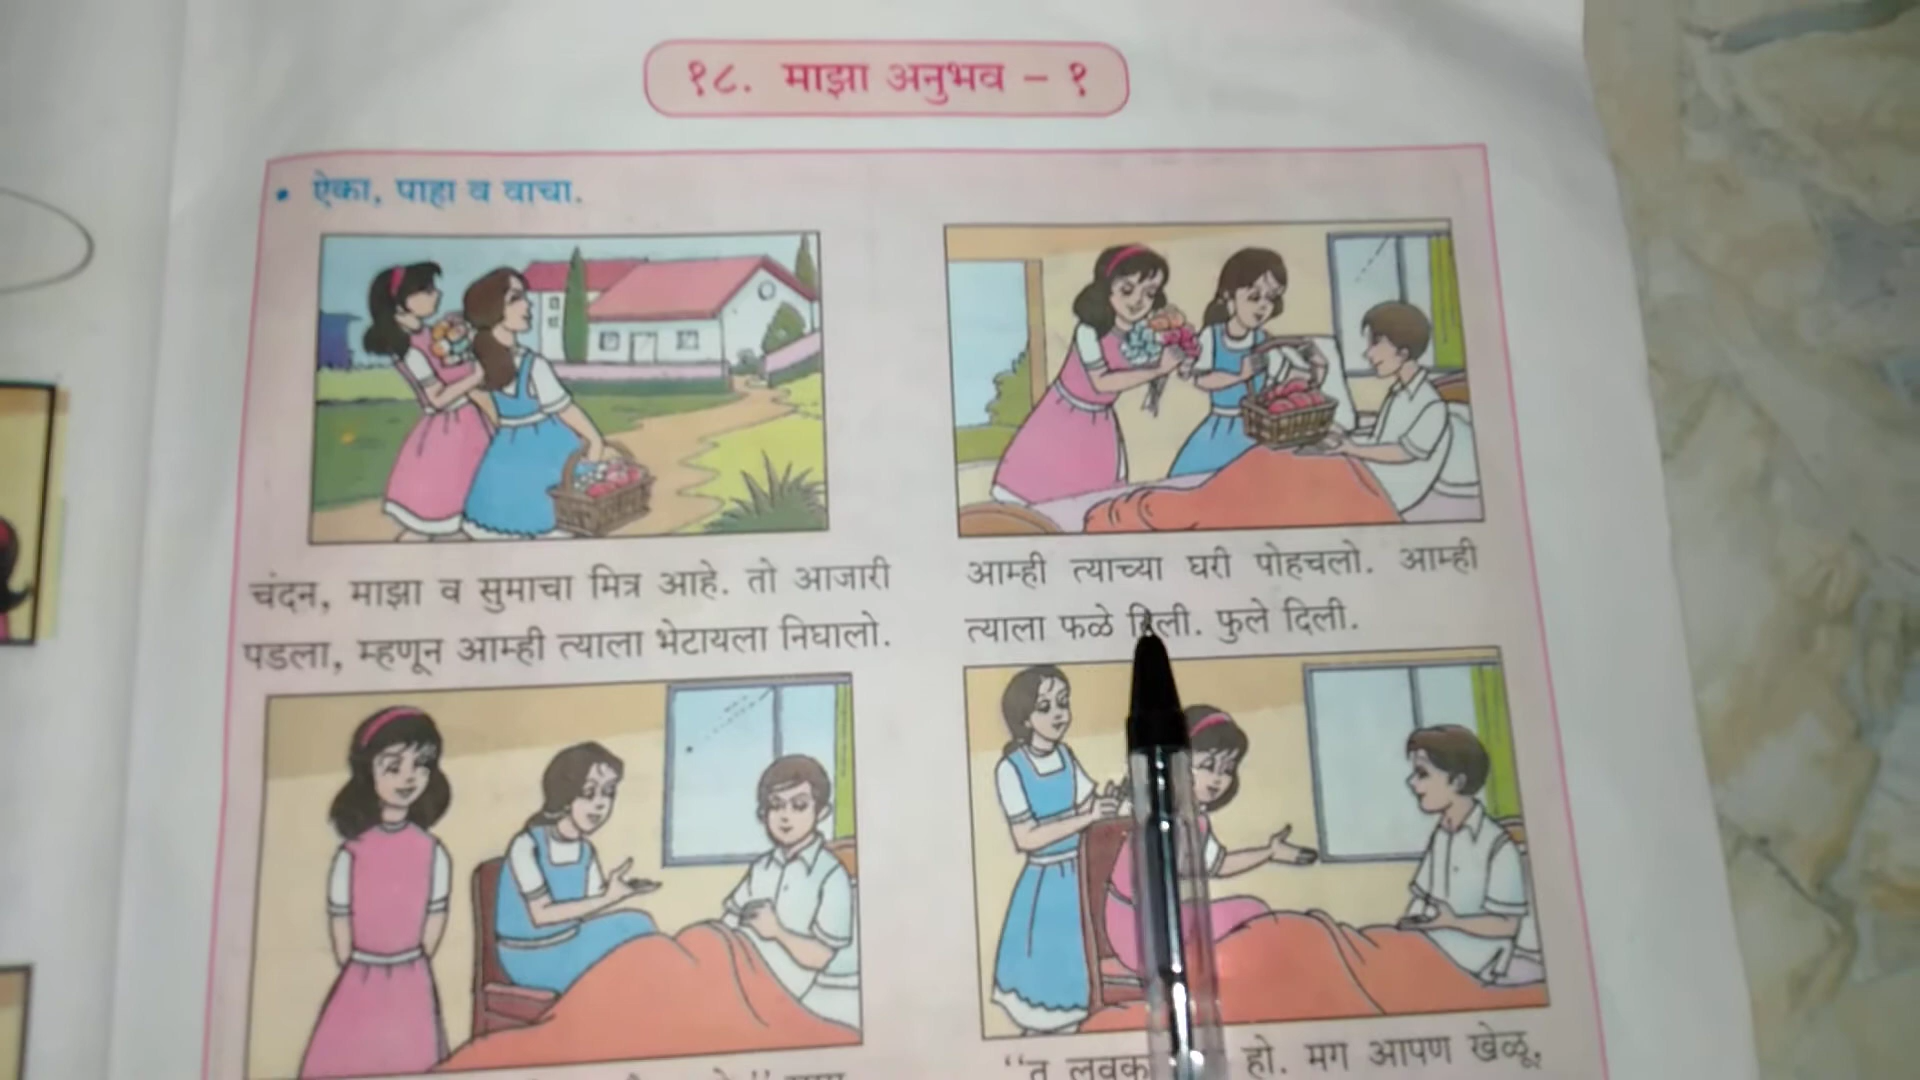 १८. माझा अनुभव – १
• ऐका, पाहा व वाचा.
चंदन, माझा व सुमाचा मित्र आहे. तो आजारी
पडला, म्हणून आम्ही त्याला भेटायला निघालो.
आम्ही त्याच्या घरी पोहचलो. आम्ही
त्याला फळे दिली. फुले दिली.
हो. मग आपण खेळू,